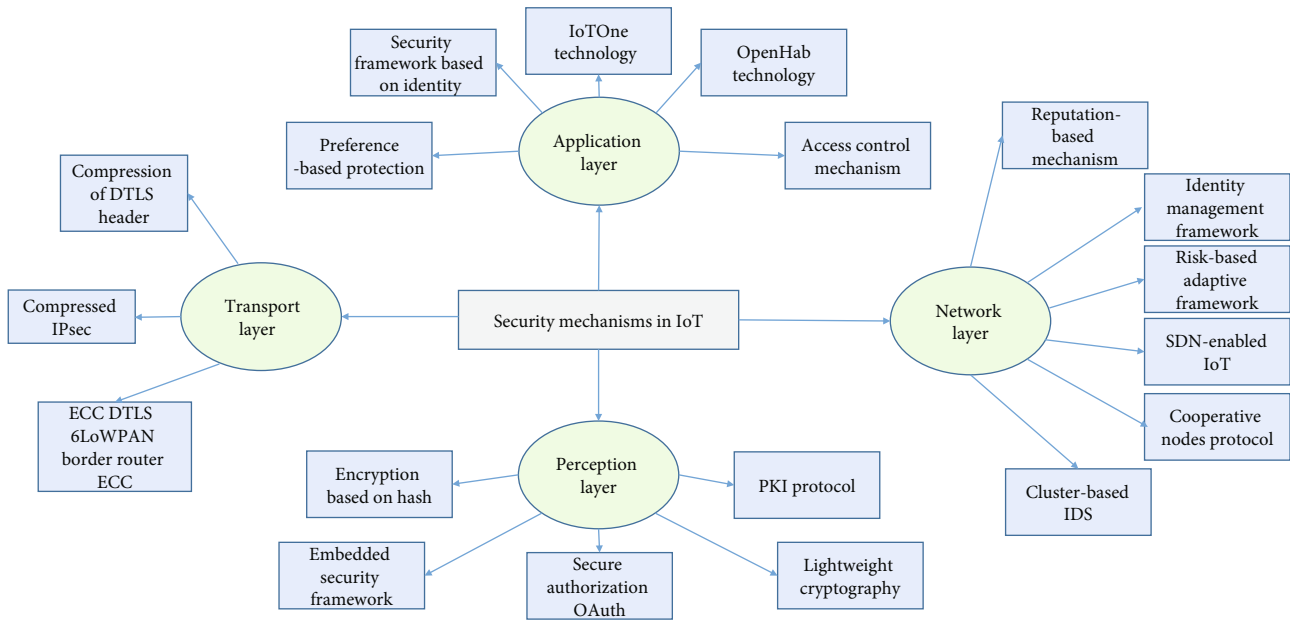 IoTOne
technology
Security
framework based
on identity
OpenHab
technology
Application
layer
Preference
-based protection
Access control
mechanism
Reputation-
based
mechanism
Identity
management
framework
Risk-based
adaptive
framework
SDN-enabled
IoT
Cooperative
nodes protocol
Cluster-based
IDS
Network
layer
Security mechanisms in IoT
Transport
layer
Compression
of DTLS
header
Compressed
IPsec
ECC DTLS
6LoWPAN
border router
ECC
Perception
layer
Encryption
based on hash
PKI protocol
Embedded
security
framework
Secure
authorization
OAuth
Lightweight
cryptography